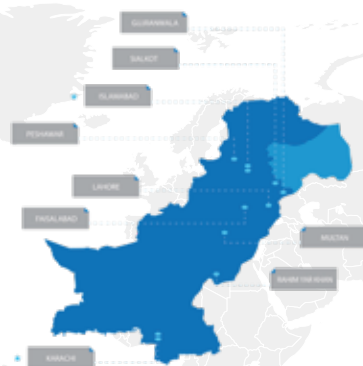 GUJRANWALA
SIALKOT
ISLAMABAD
PESHAWAR
LAHORE
FAISALABAD
MULTAN
RAHIM YAR KHAN
KARACHI